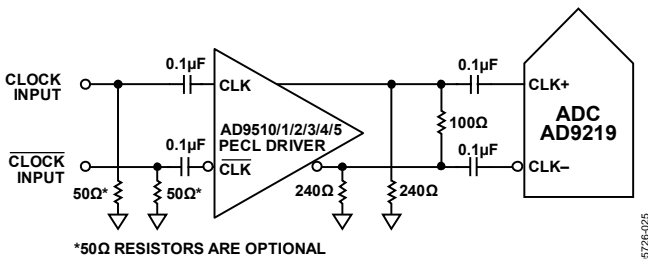 0.1µF
CLOCK
INPUT
CLK
AD9510/1/2/3/4/5
PECL DRIVER
0.1µF
CLK+
100Ω
ADC
AD9219
0.1µF
CLOCK
INPUT
CLK
0.1µF
CLK–
50Ω*
50Ω*
240Ω
240Ω
*50Ω RESISTORS ARE OPTIONAL
05726-025